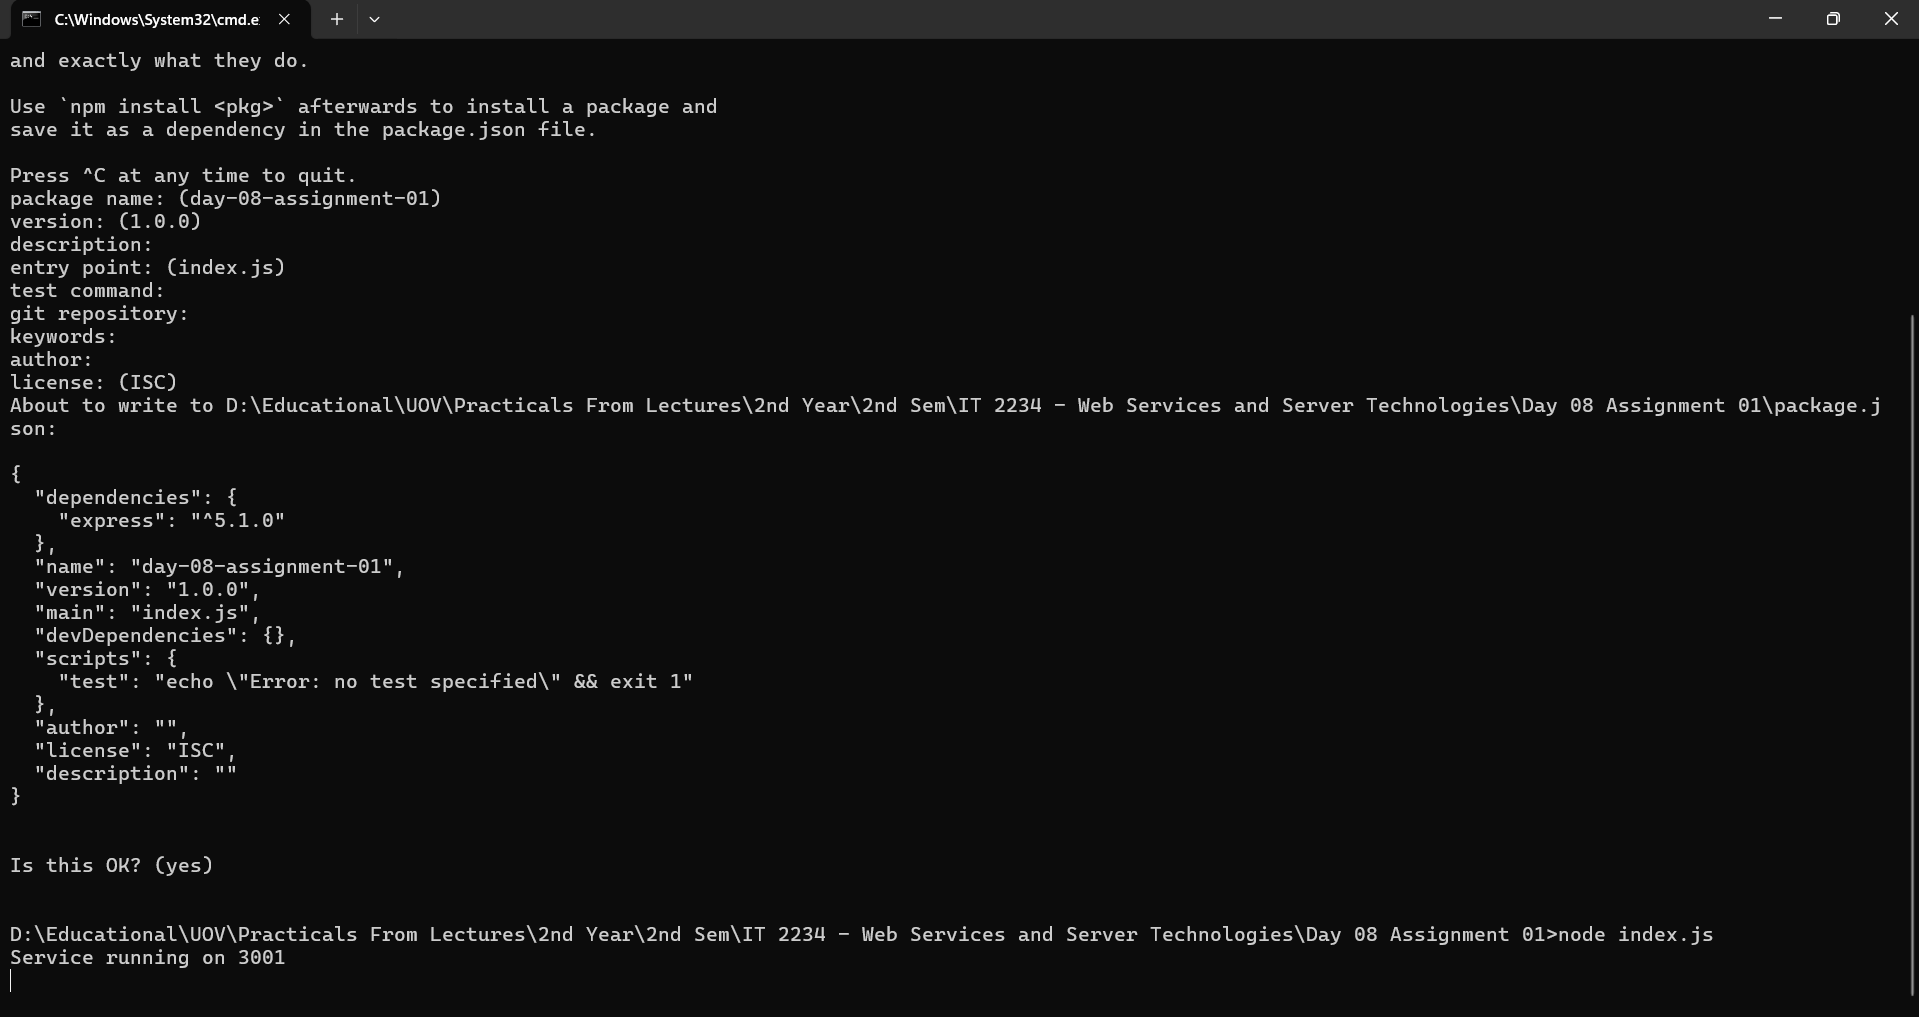 C:\Windows\System32\cmd.e
and exactly what they do.
Use `npm install <pkg>` afterwards to install a package and
save it as a dependency in the package.json file.
Press ^C at any time to quit.
package name: (day-08-assignment-01)
version: (1.0.0)
description:
entry point: (index.js)
test command:
git repository:
keywords:
author:
license: (ISC)
About to write to D:\Educational\UOV\Practicals From Lectures\2nd Year\2nd Sem\IT 2234 - Web Services and Server Technologies\Day 08 Assignment 01\package.j
son:
{
  "dependencies": {
    "express": "^5.1.0"
  },
  "name": "day-08-assignment-01",
  "version": "1.0.0",
  "main": "index.js",
  "devDependencies": {},
  "scripts": {
    "test": "echo \"Error: no test specified\" && exit 1"
  },
  "author": "",
  "license": "ISC",
  "description": ""
}
Is this OK? (yes)
D:\Educational\UOV\Practicals From Lectures\2nd Year\2nd Sem\IT 2234 - Web Services and Server Technologies\Day 08 Assignment 01>node index.js
Service running on 3001